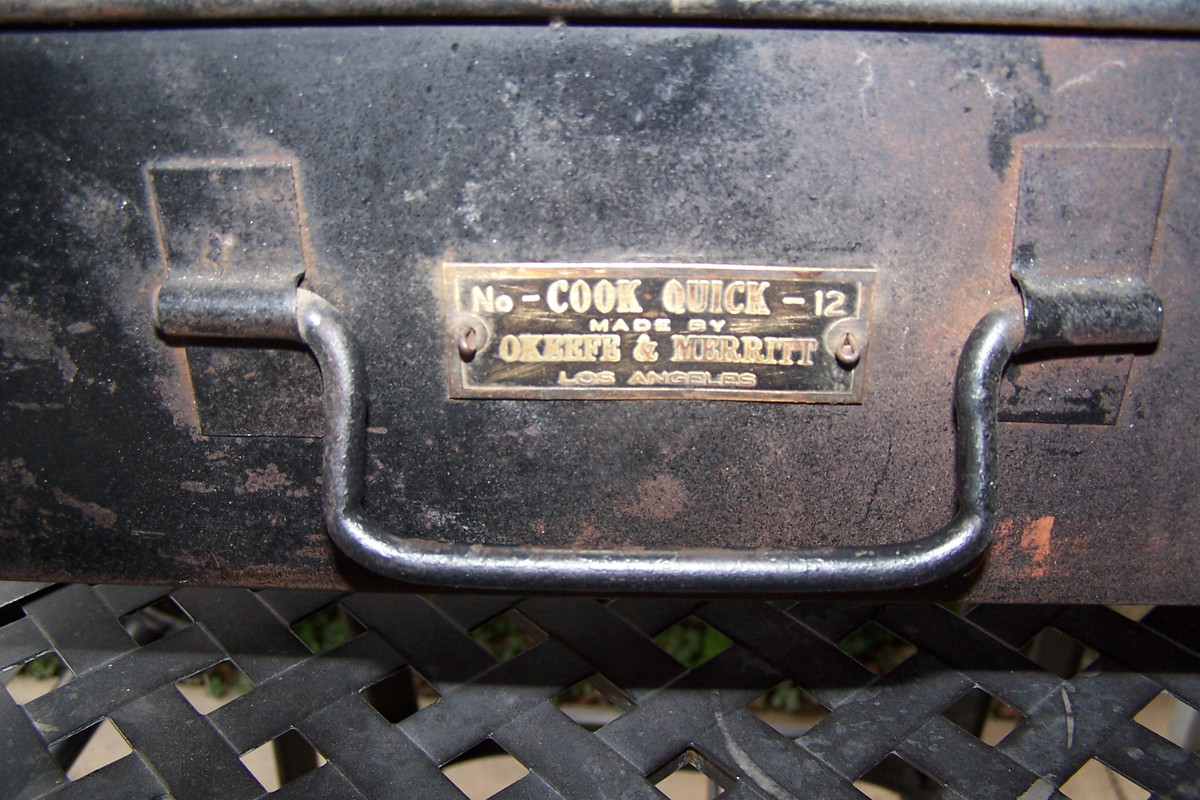 No - COOK QUICK - 12
MADE BY
OKEEFE & MERRITT
LOS ANGELES